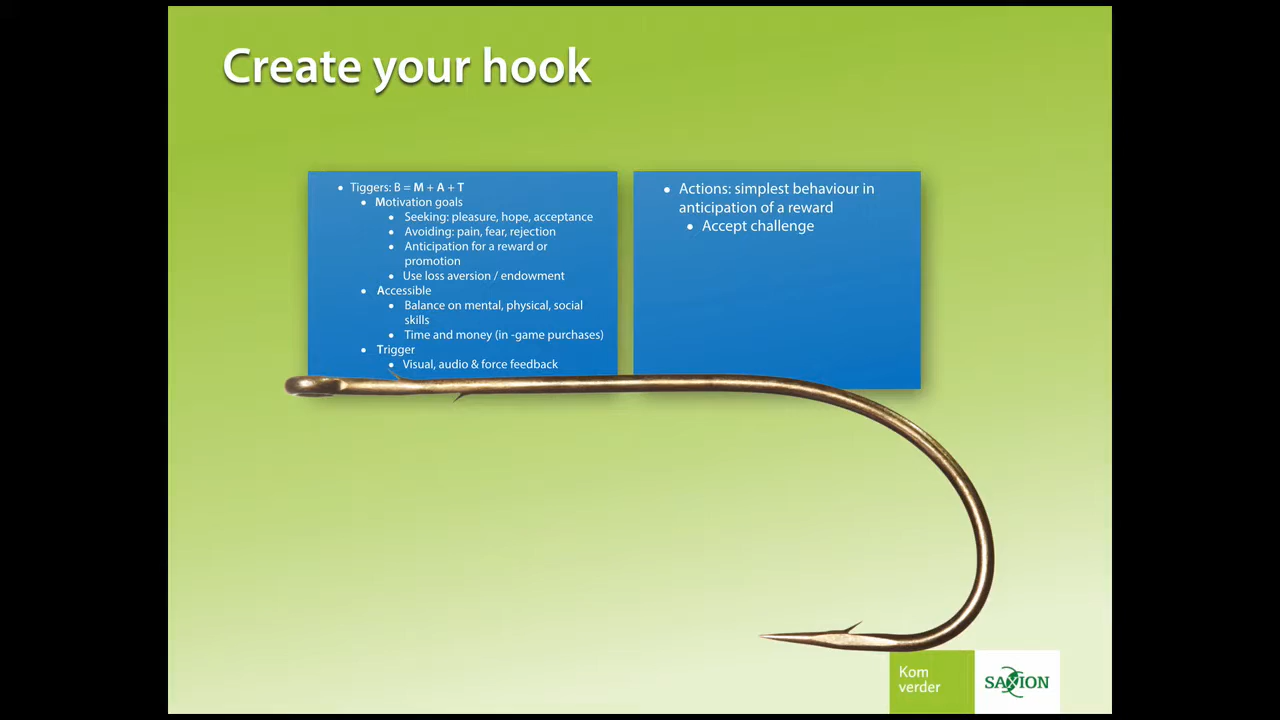 Create your hook
• Tiggers: B = M + A + T
• Motivation goals
• Seeking: pleasure, hope, acceptance
• Avoiding: pain, fear, rejection
• Anticipation for a reward or
promotion
• Use loss aversion / endowment
• Accessible
• Balance on mental, physical, social
skills
• Time and money (in -game purchases)
• Trigger
• Visual, audio & force feedback
• Actions: simplest behaviour in
anticipation of a reward
• Accept challenge
Kom
verder
SAXION